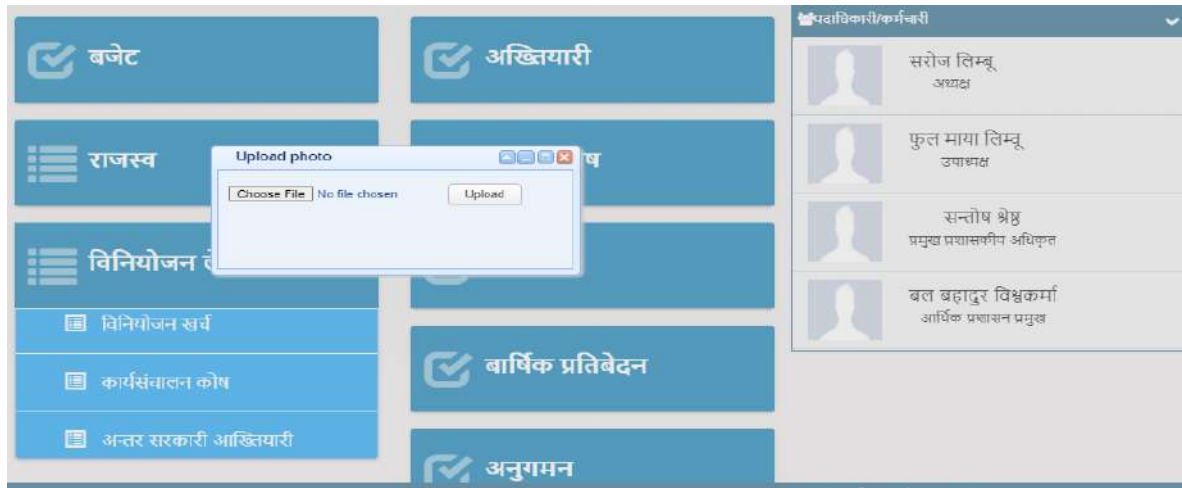 बजेट
अख्तियारी
राजस्व
ष
विनियोजन
विनियोजन खर्च
कार्यसंचालन कोष
अन्तर सरकारी आख्तियारी
बार्षिक प्रतिबेदन
अनुगमन
Upload photo
Choose File No file chosen
Upload
पदाधिकारी/कर्मचारी
सरोज लिम्बू
अध्यक्ष
फुल माया लिम्वू
उपाध्यक्ष
सन्तोष श्रेष्ठ
प्रमुख प्रशासकीय अधिकृत
बल बहादुर विश्वकर्मा
आर्थिक प्रशासन प्रमुख